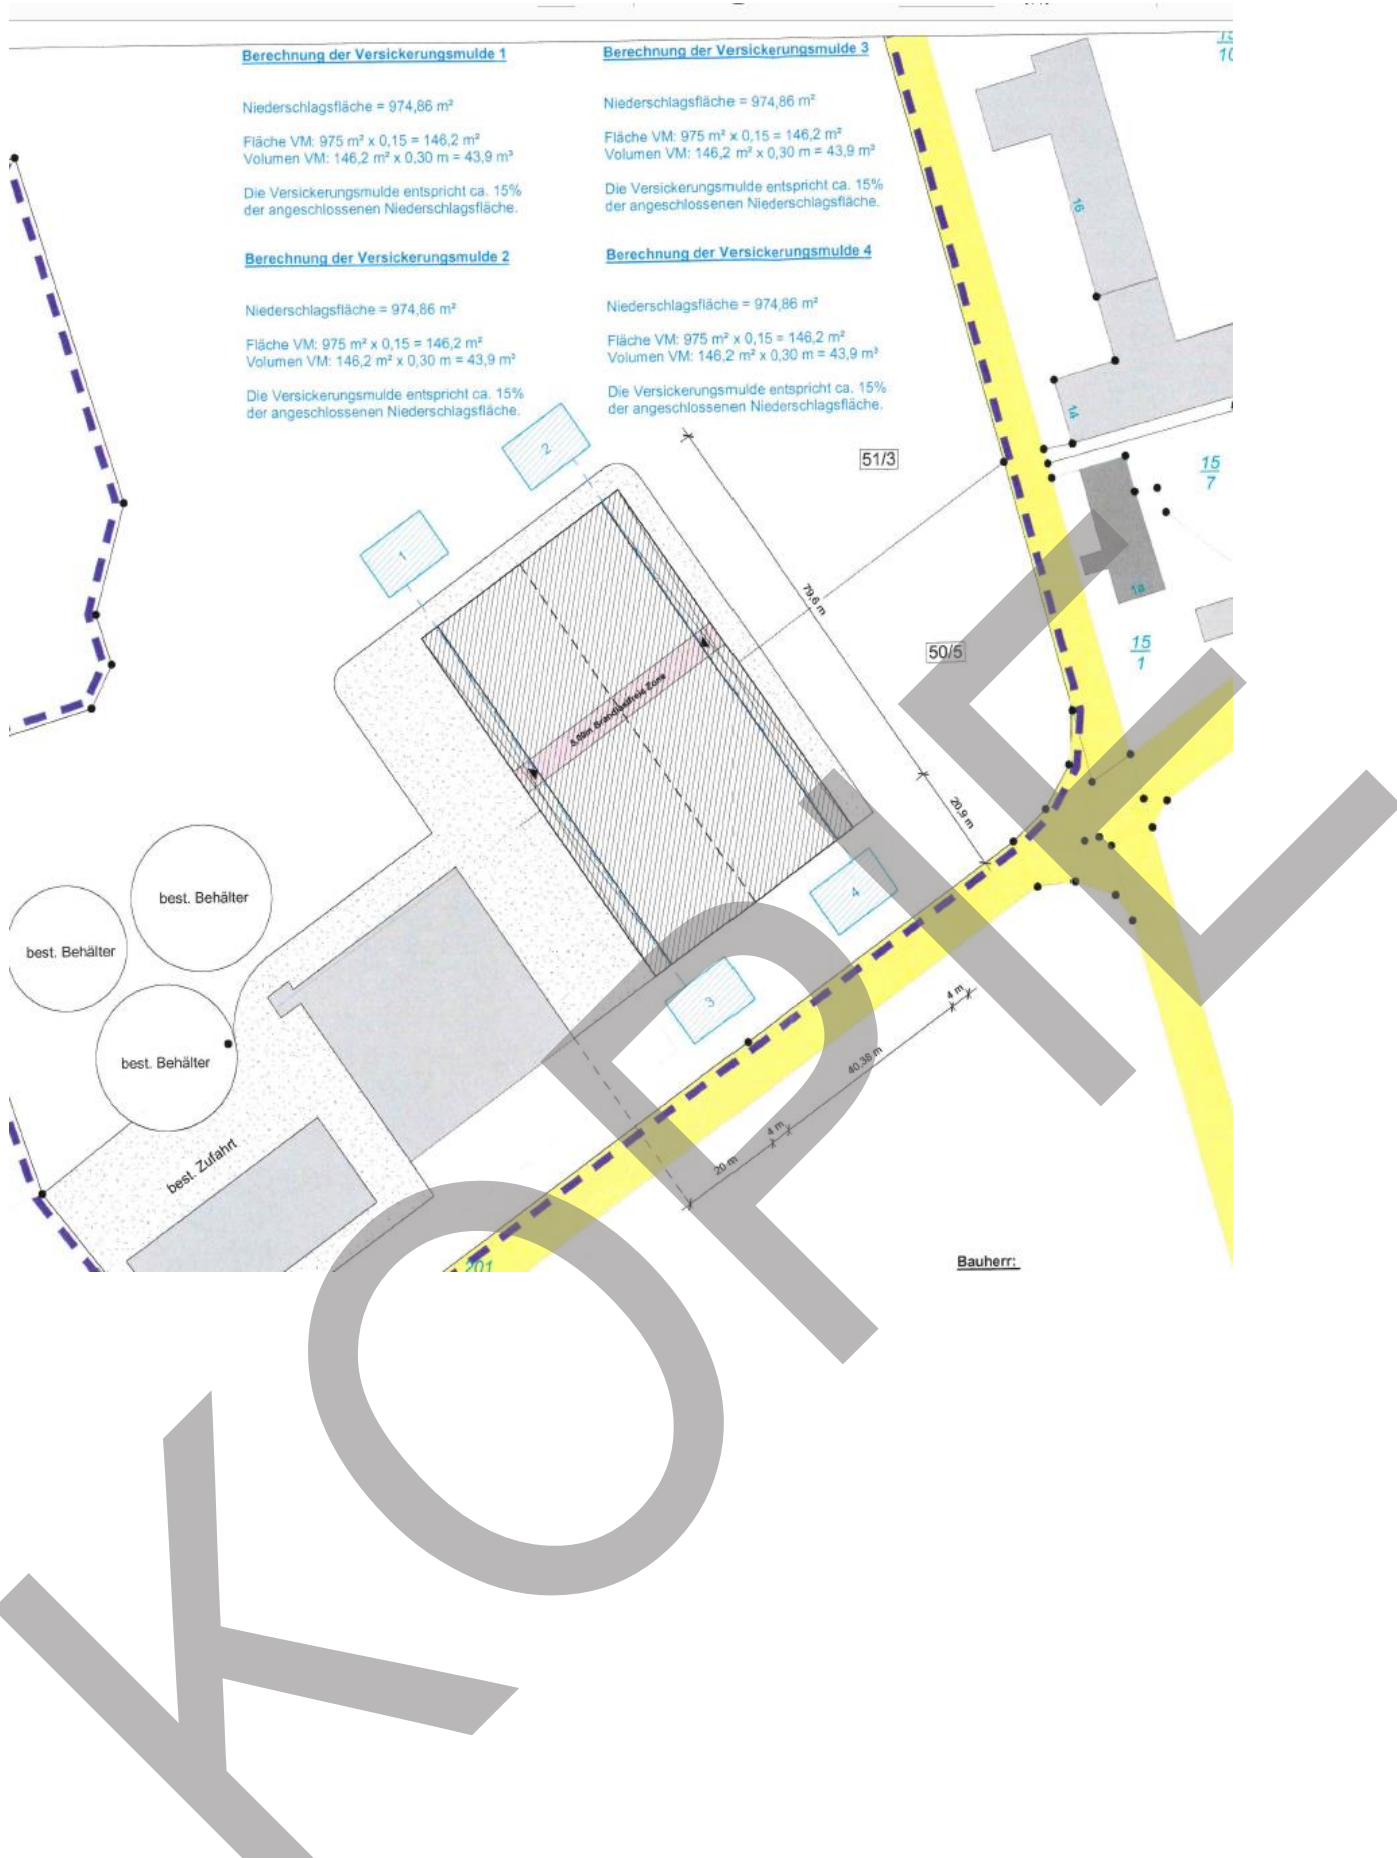 Berechnung der Versickerungsmulde 1
Niederschlagsfläche = 974,86 m²
Fläche VM: 975 m² x 0,15 = 146,2 m²
Volumen VM: 146,2 m² x 0,30 m = 43,9 m³
Die Versickerungsmulde entspricht ca. 15%
der angeschlossenen Niederschlagsfläche.
Berechnung der Versickerungsmulde 2
Niederschlagsfläche = 974,86 m²
Fläche VM: 975 m² x 0,15 = 146,2 m²
Volumen VM: 146,2 m² x 0,30 m = 43,9 m³
Die Versickerungsmulde entspricht ca. 15%
der angeschlossenen Niederschlagsfläche.
Berechnung der Versickerungsmulde 3
Niederschlagsfläche = 974,86 m²
Fläche VM: 975 m² x 0,15 = 146,2 m²
Volumen VM: 146,2 m² x 0,30 m = 43,9 m³
Die Versickerungsmulde entspricht ca. 15%
der angeschlossenen Niederschlagsfläche.
Berechnung der Versickerungsmulde 4
Niederschlagsfläche = 974,86 m²
Fläche VM: 975 m² x 0,15 = 146,2 m²
Volumen VM: 146,2 m² x 0,30 m = 43,9 m³
Die Versickerungsmulde entspricht ca. 15%
der angeschlossenen Niederschlagsfläche.
16
14
15
7
1a
15
1
51/3
50/5
2
1
79,6 m
5,00m Brandlastfreie Zone
20,9 m
4
3
best. Behälter
best. Behälter
best. Behälter
best. Zufahrt
4 m
40,38 m
4 m
20 m
201
Bauherr:
KOPIE